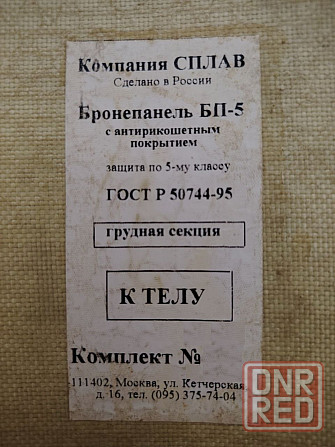 Компания СПЛАВ
Сделано в России
Бронепанель БП-5
с антирикошетным
покрытием
защита по 5-му классу
ГОСТ Р 50744-95
грудная секция
К ТЕЛУ
Комплект №
111402, Москва, ул. Кетчерская
д. 16, тел. (095) 375-74-04
DNR
RED